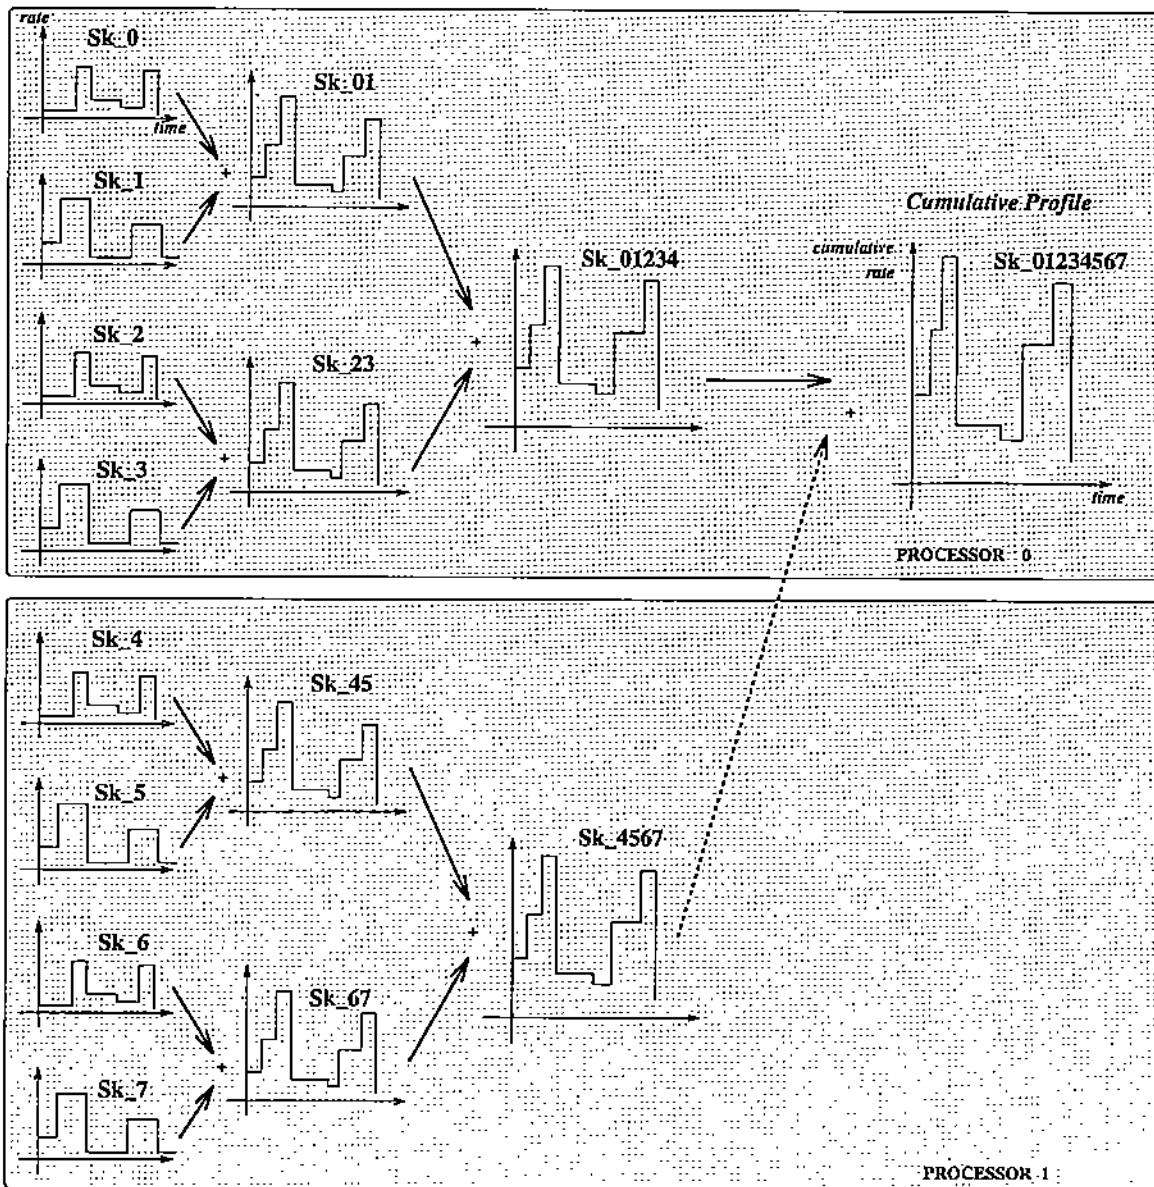 rate
Sk_0
time
Sk_01
+
Sk_1
Sk_2
Sk_23
+
Sk_3
Sk_01234
+
Cumulative Profile
cumulative
rate
Sk_01234567
+
time
PROCESSOR 0
Sk_4
Sk_45
+
Sk_5
Sk_6
Sk_67
+
Sk_7
Sk_4567
+
PROCESSOR 1